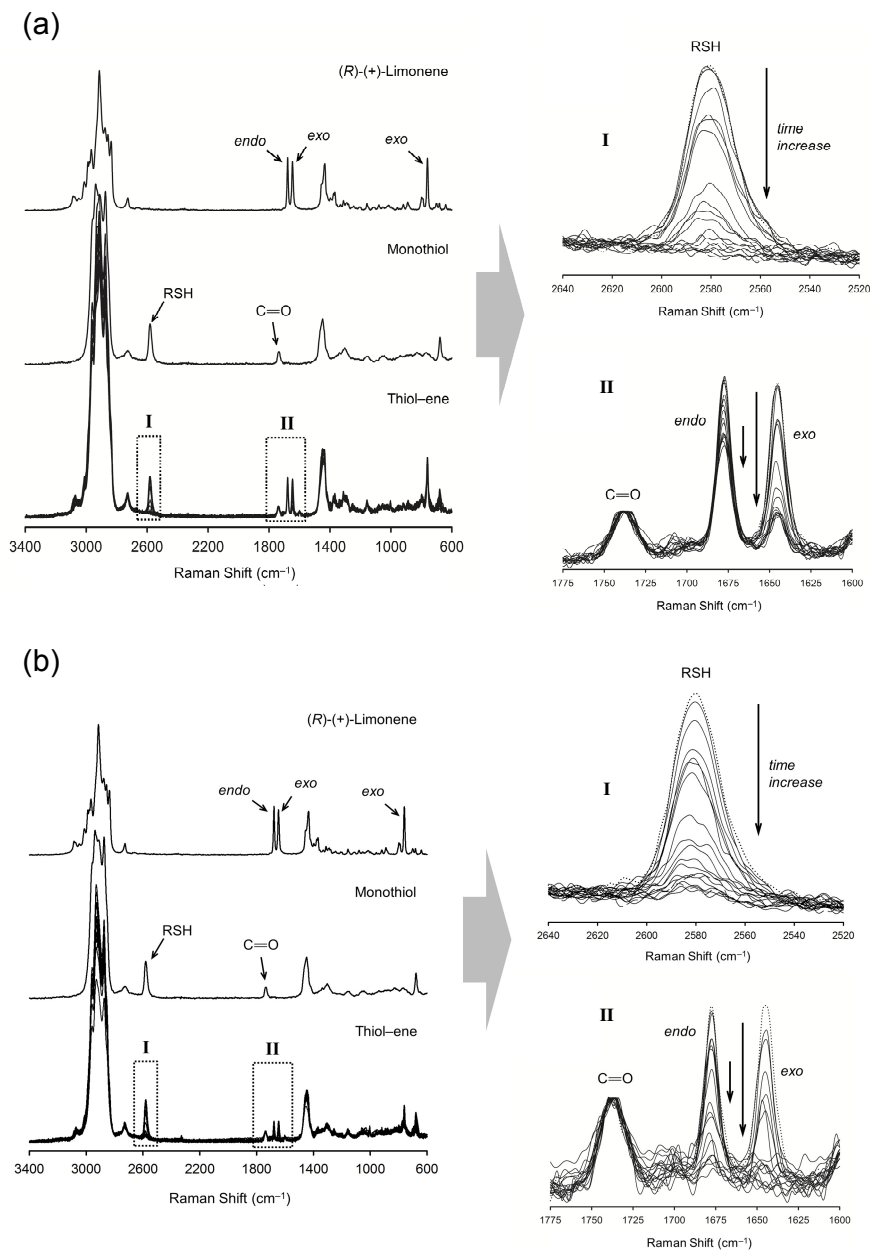 (a)
(R)-(+)-Limonene
endo
exo
exo
Monothiol
RSH
C=O
Thiol–ene
I
II
3400 3000 2600 2200 1800 1400 1000 600
Raman Shift (cm⁻¹)
RSH
I
time
increase
2640 2620 2600 2580 2560 2540 2520
Raman Shift (cm⁻¹)
II
endo
exo
C=O
1775 1750 1725 1700 1675 1650 1625 1600
Raman Shift (cm⁻¹)
(b)
(R)-(+)-Limonene
endo
exo
exo
Monothiol
RSH
C=O
Thiol–ene
I
II
3400 3000 2600 2200 1800 1400 1000 600
Raman Shift (cm⁻¹)
RSH
I
time
increase
2640 2620 2600 2580 2560 2540 2520
Raman Shift (cm⁻¹)
II
endo
exo
C=O
1775 1750 1725 1700 1675 1650 1625 1600
Raman Shift (cm⁻¹)